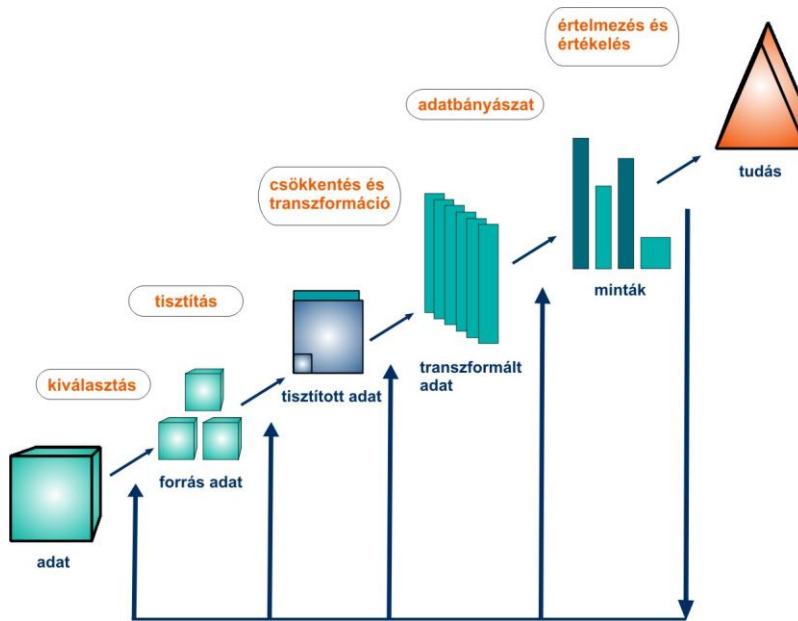 értelmezés és
értékelés
adatbányászat
tudás
csökkentés és
transzformáció
minták
tisztítás
transzformált
adat
kiválasztás
tisztított adat
forrás adat
adat